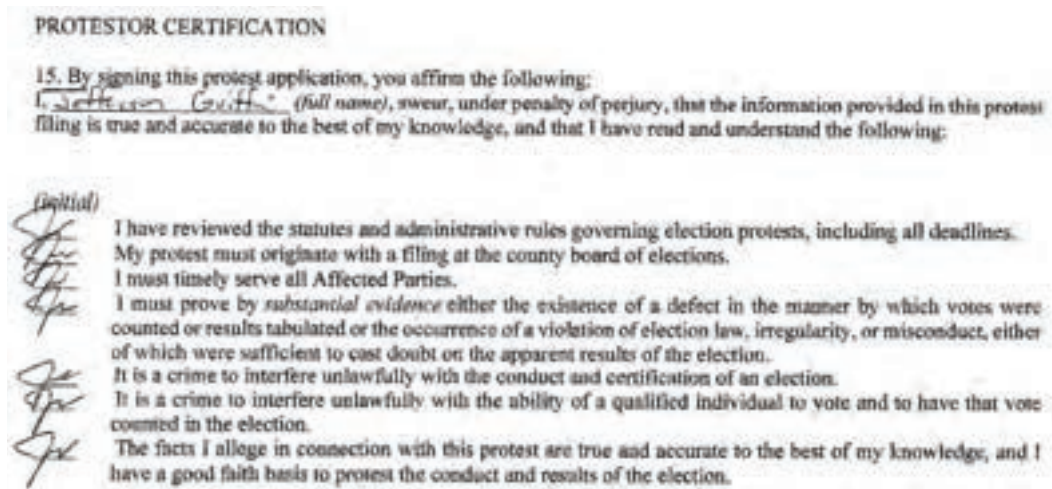 PROTESTOR CERTIFICATION
15. By signing this protest application, you affirm the following:
I, Jefferson Griffin (full name), swear, under penalty of perjury, that the information provided in this protest
filing is true and accurate to the best of my knowledge, and that I have read and understand the following:
(initial)
I have reviewed the statutes and administrative rules governing election protests, including all deadlines.
My protest must originate with a filing at the county board of elections.
I must timely serve all Affected Parties.
I must prove by substantial evidence either the existence of a defect in the manner by which votes were
counted or results tabulated or the occurrence of a violation of election law, irregularity, or misconduct, either
of which were sufficient to cast doubt on the apparent results of the election.
It is a crime to interfere unlawfully with the conduct and certification of an election.
It is a crime to interfere unlawfully with the ability of a qualified individual to vote and to have that vote
counted in the election.
The facts I allege in connection with this protest are true and accurate to the best of my knowledge, and I
have a good faith basis to protest the conduct and results of the election.